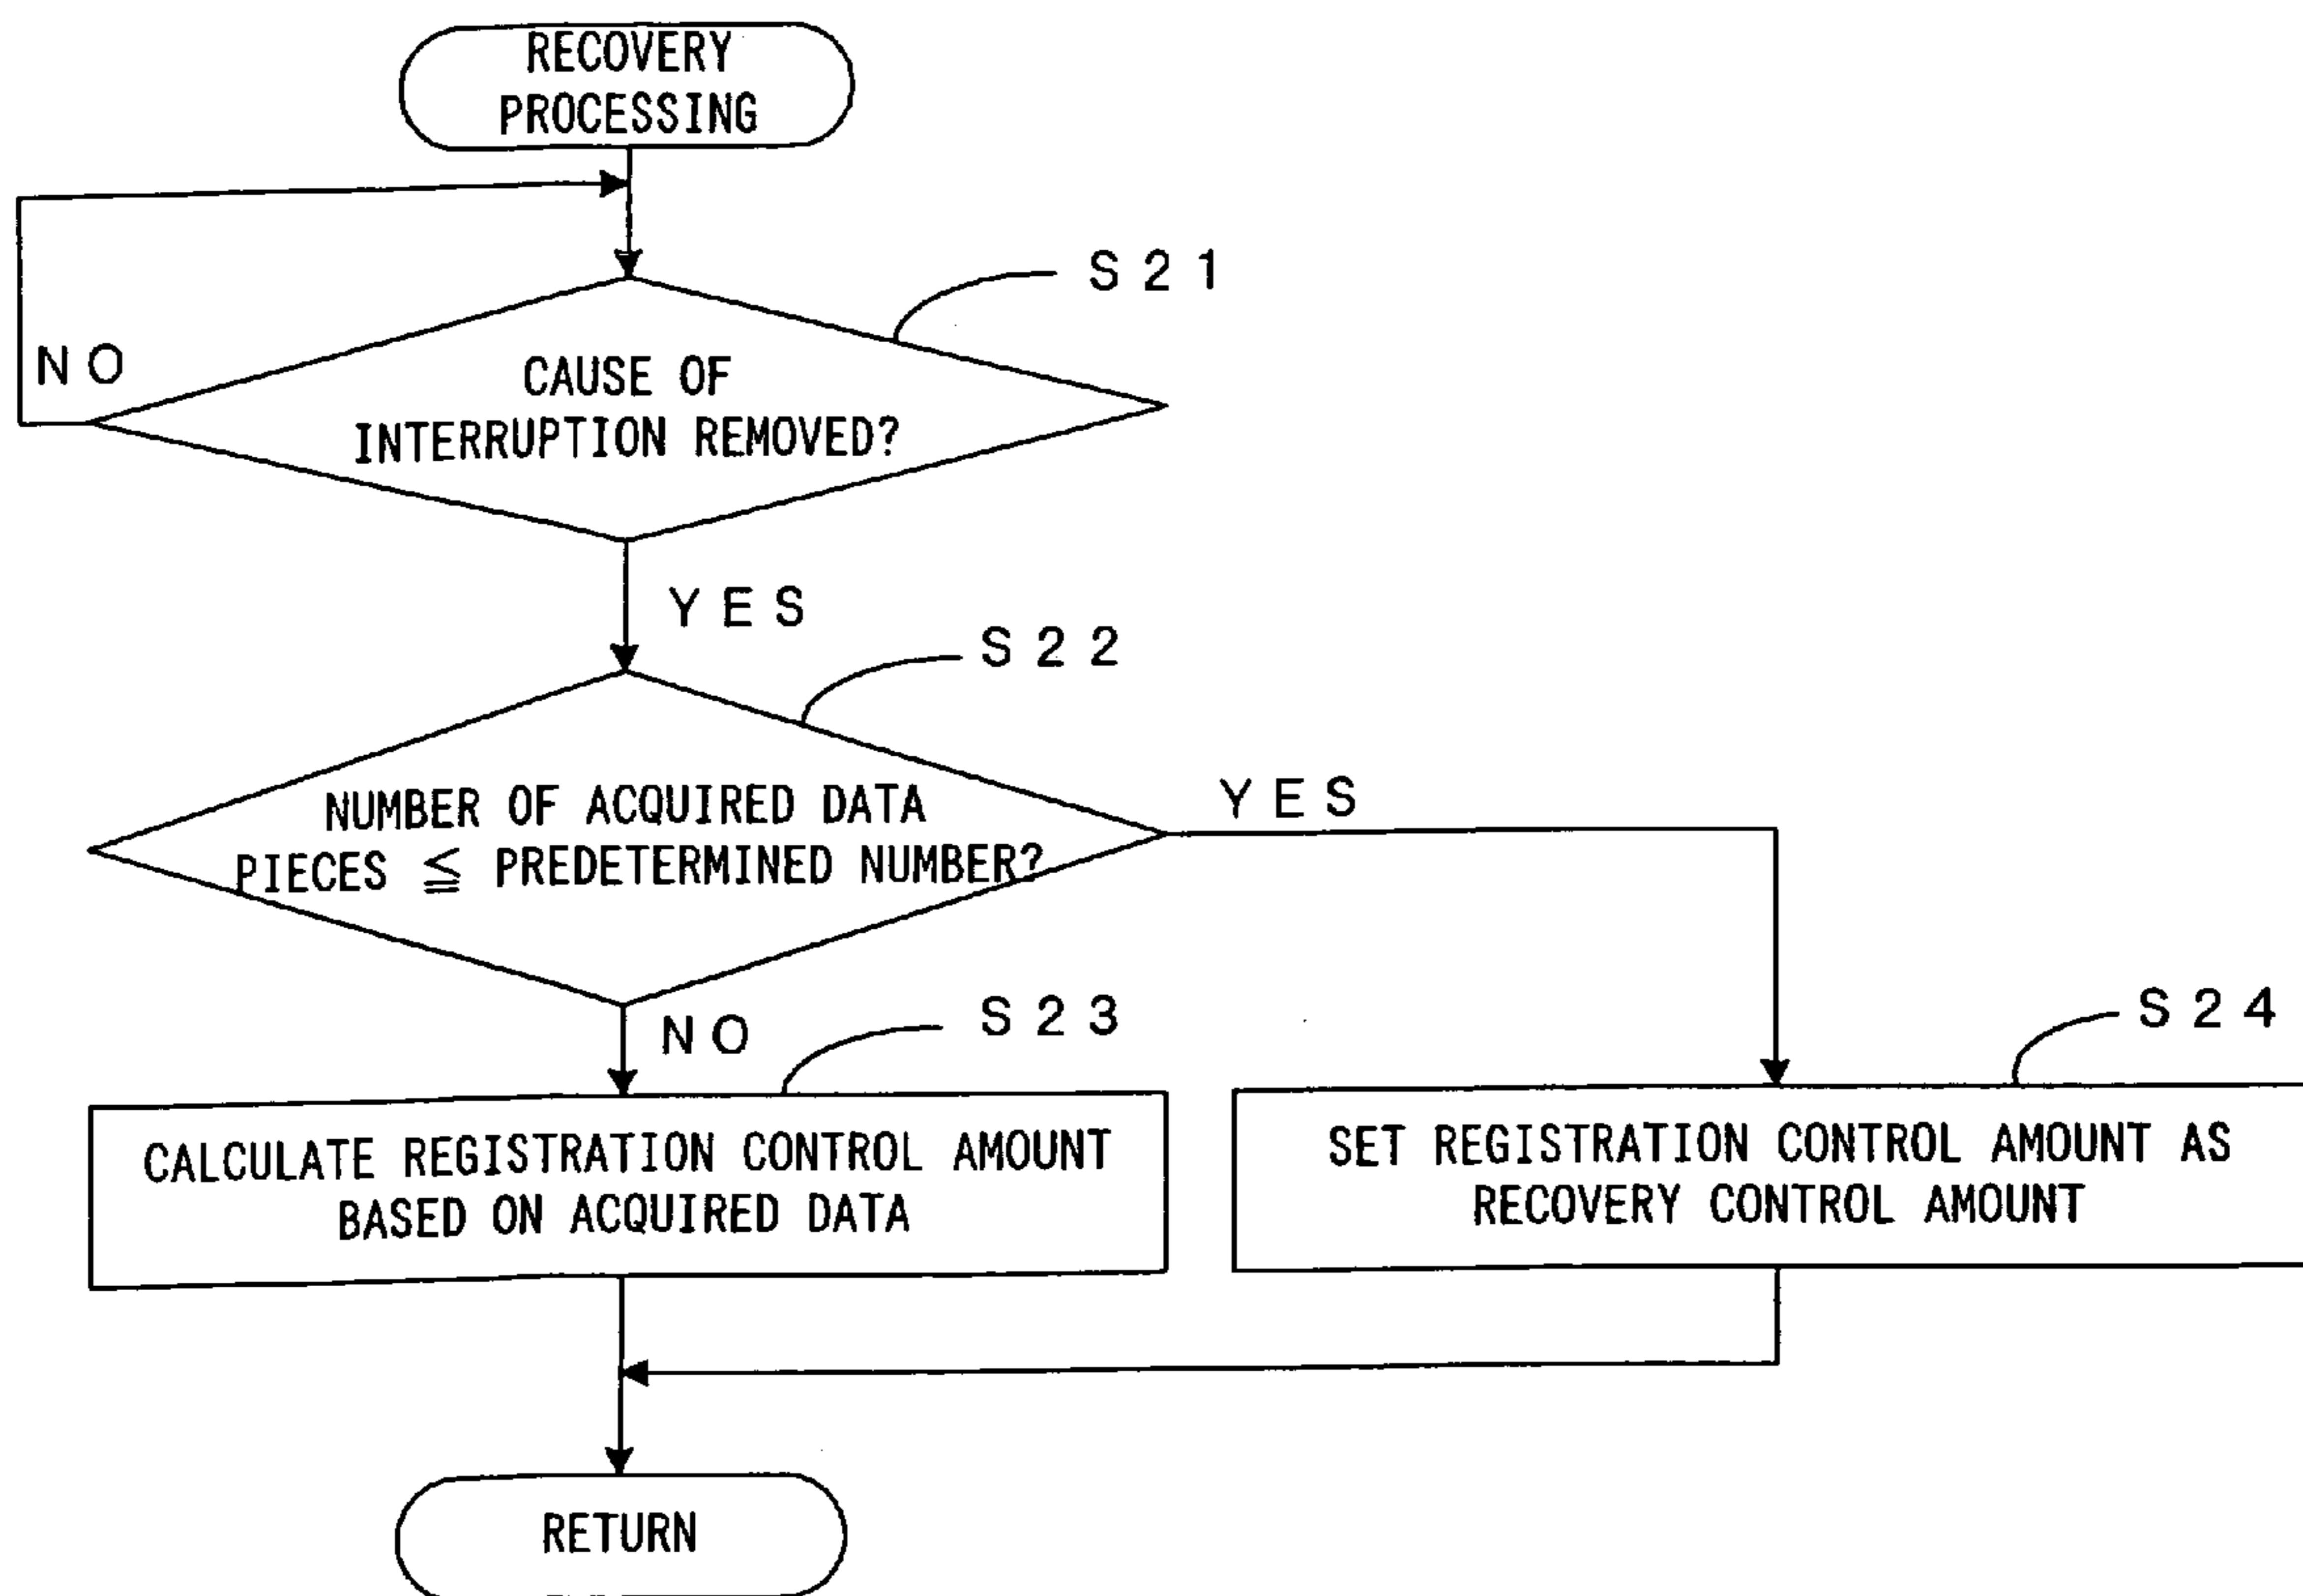 RECOVERY
PROCESSING
S21
NO
CAUSE OF
INTERRUPTION REMOVED?
YES
S22
NUMBER OF ACQUIRED DATA
PIECES ≦ PREDETERMINED NUMBER?
YES
NO
S23
S24
CALCULATE REGISTRATION CONTROL AMOUNT
BASED ON ACQUIRED DATA
SET REGISTRATION CONTROL AMOUNT AS
RECOVERY CONTROL AMOUNT
RETURN